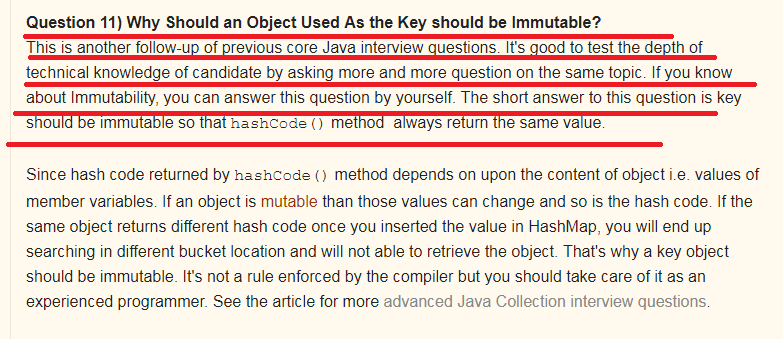 Question 11) Why Should an Object Used As the Key should be Immutable?
This is another follow-up of previous core Java interview questions. It's good to test the depth of
technical knowledge of candidate by asking more and more question on the same topic. If you know
about Immutability, you can answer this question by yourself. The short answer to this question is key
should be immutable so that hashCode() method always return the same value.
Since hash code returned by hashCode() method depends on upon the content of object i.e. values of
member variables. If an object is mutable than those values can change and so is the hash code. If the
same object returns different hash code once you inserted the value in HashMap, you will end up
searching in different bucket location and will not able to retrieve the object. That's why a key object
should be immutable. It's not a rule enforced by the compiler but you should take care of it as an
experienced programmer. See the article for more advanced Java Collection interview questions.